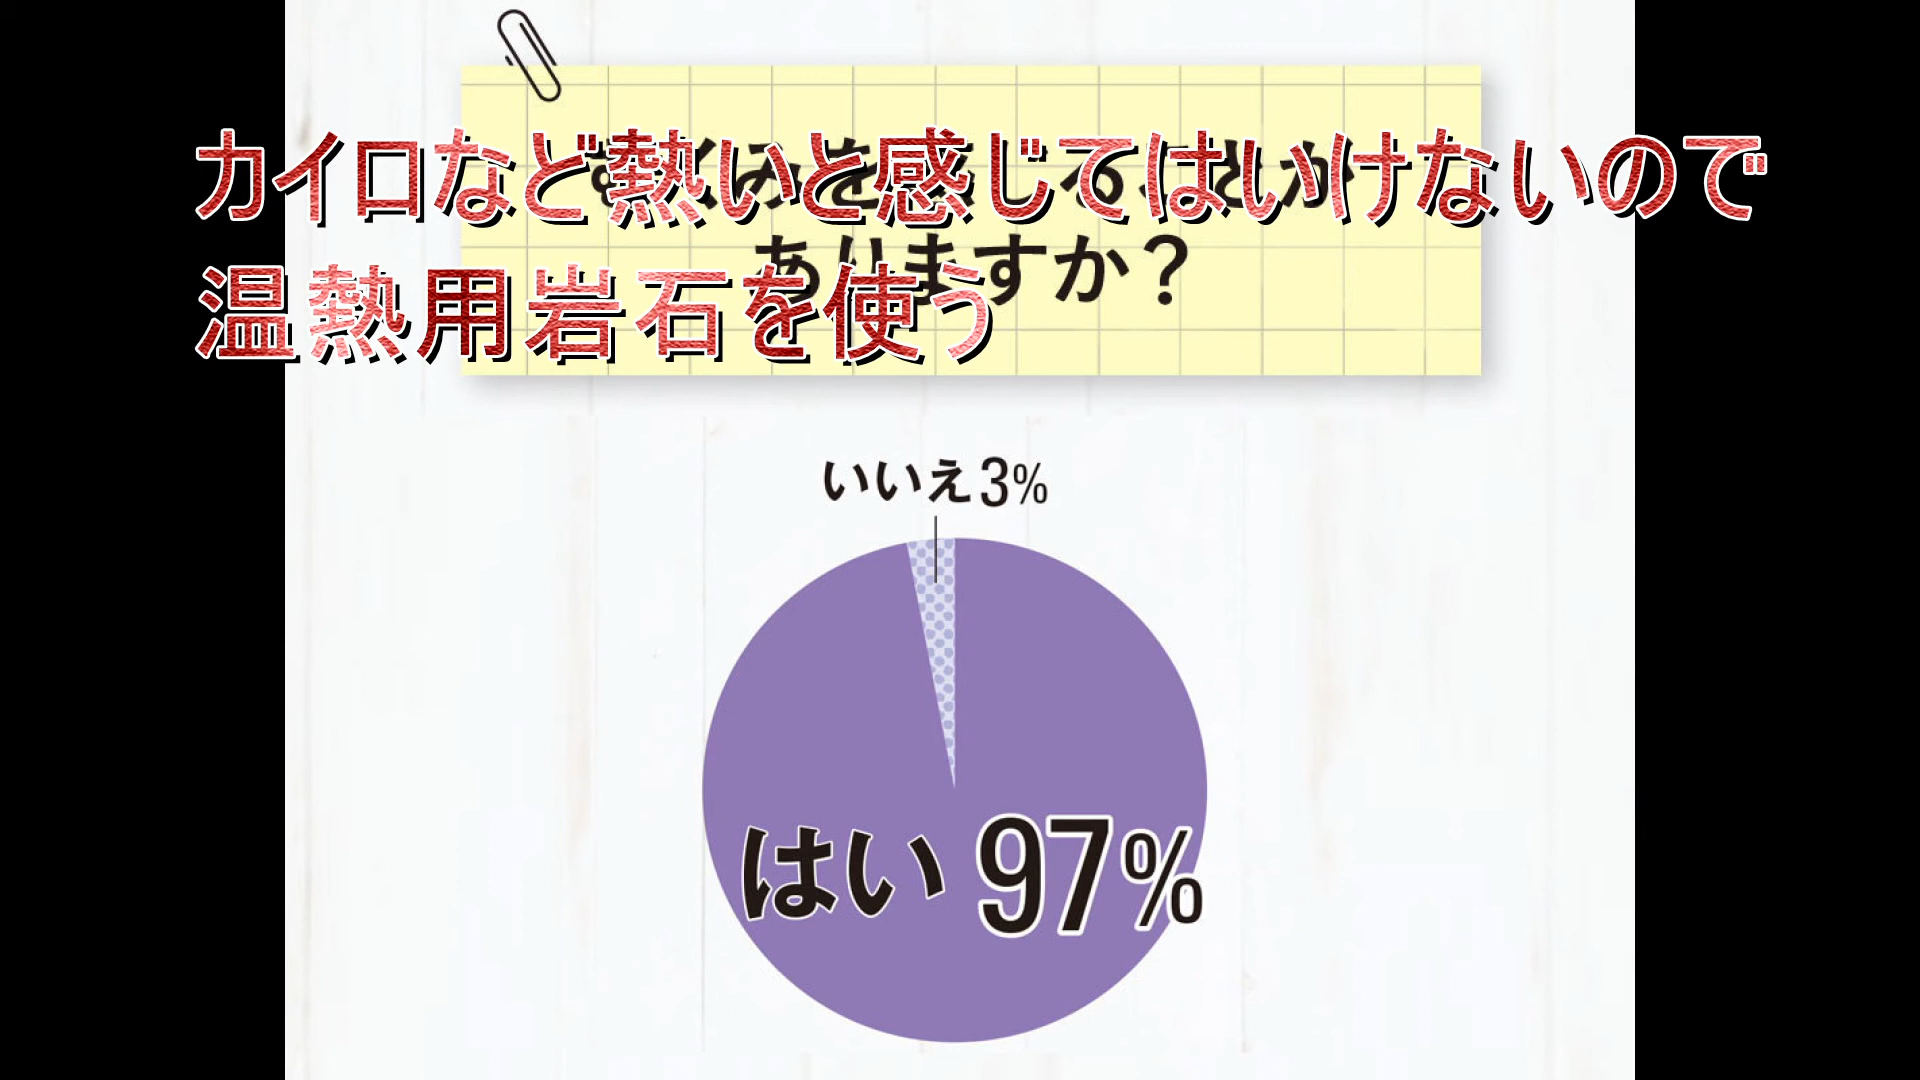 カイロなど熱いと感じてはいけないので
温熱用岩石を使う
ありますか？
いいえ3%
はい 97%